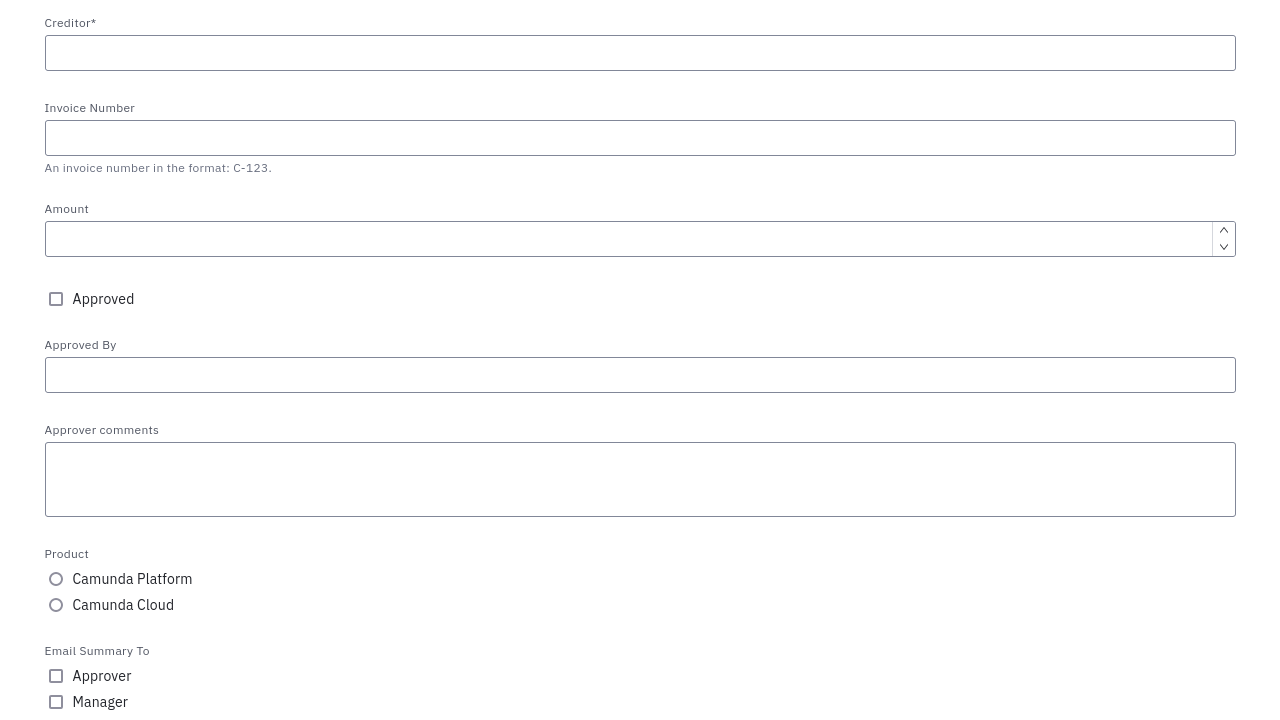 Creditor*
Invoice Number
An invoice number in the format: C-123.
Amount
Approved
Approved By
Approver comments
Product
Camunda Platform
Camunda Cloud
Email Summary To
Approver
Manager